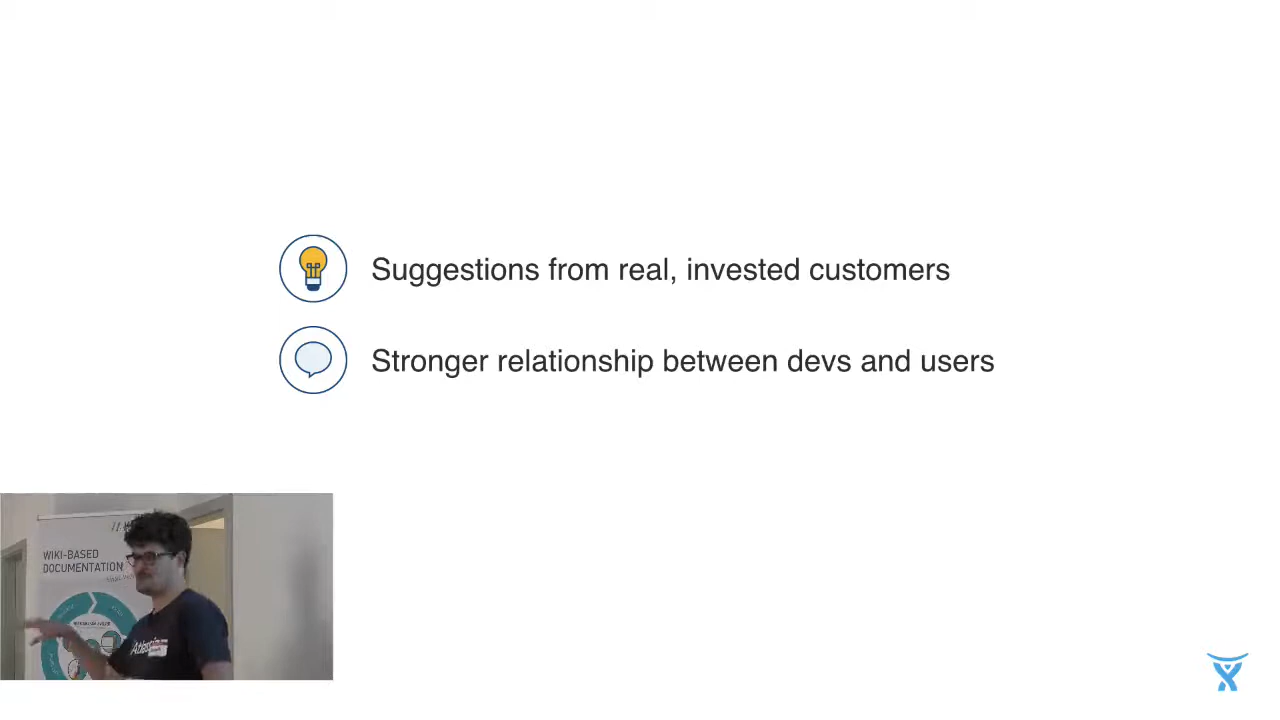 Suggestions from real, invested customers
Stronger relationship between devs and users
WIKI-BASED
DOCUMENTATION